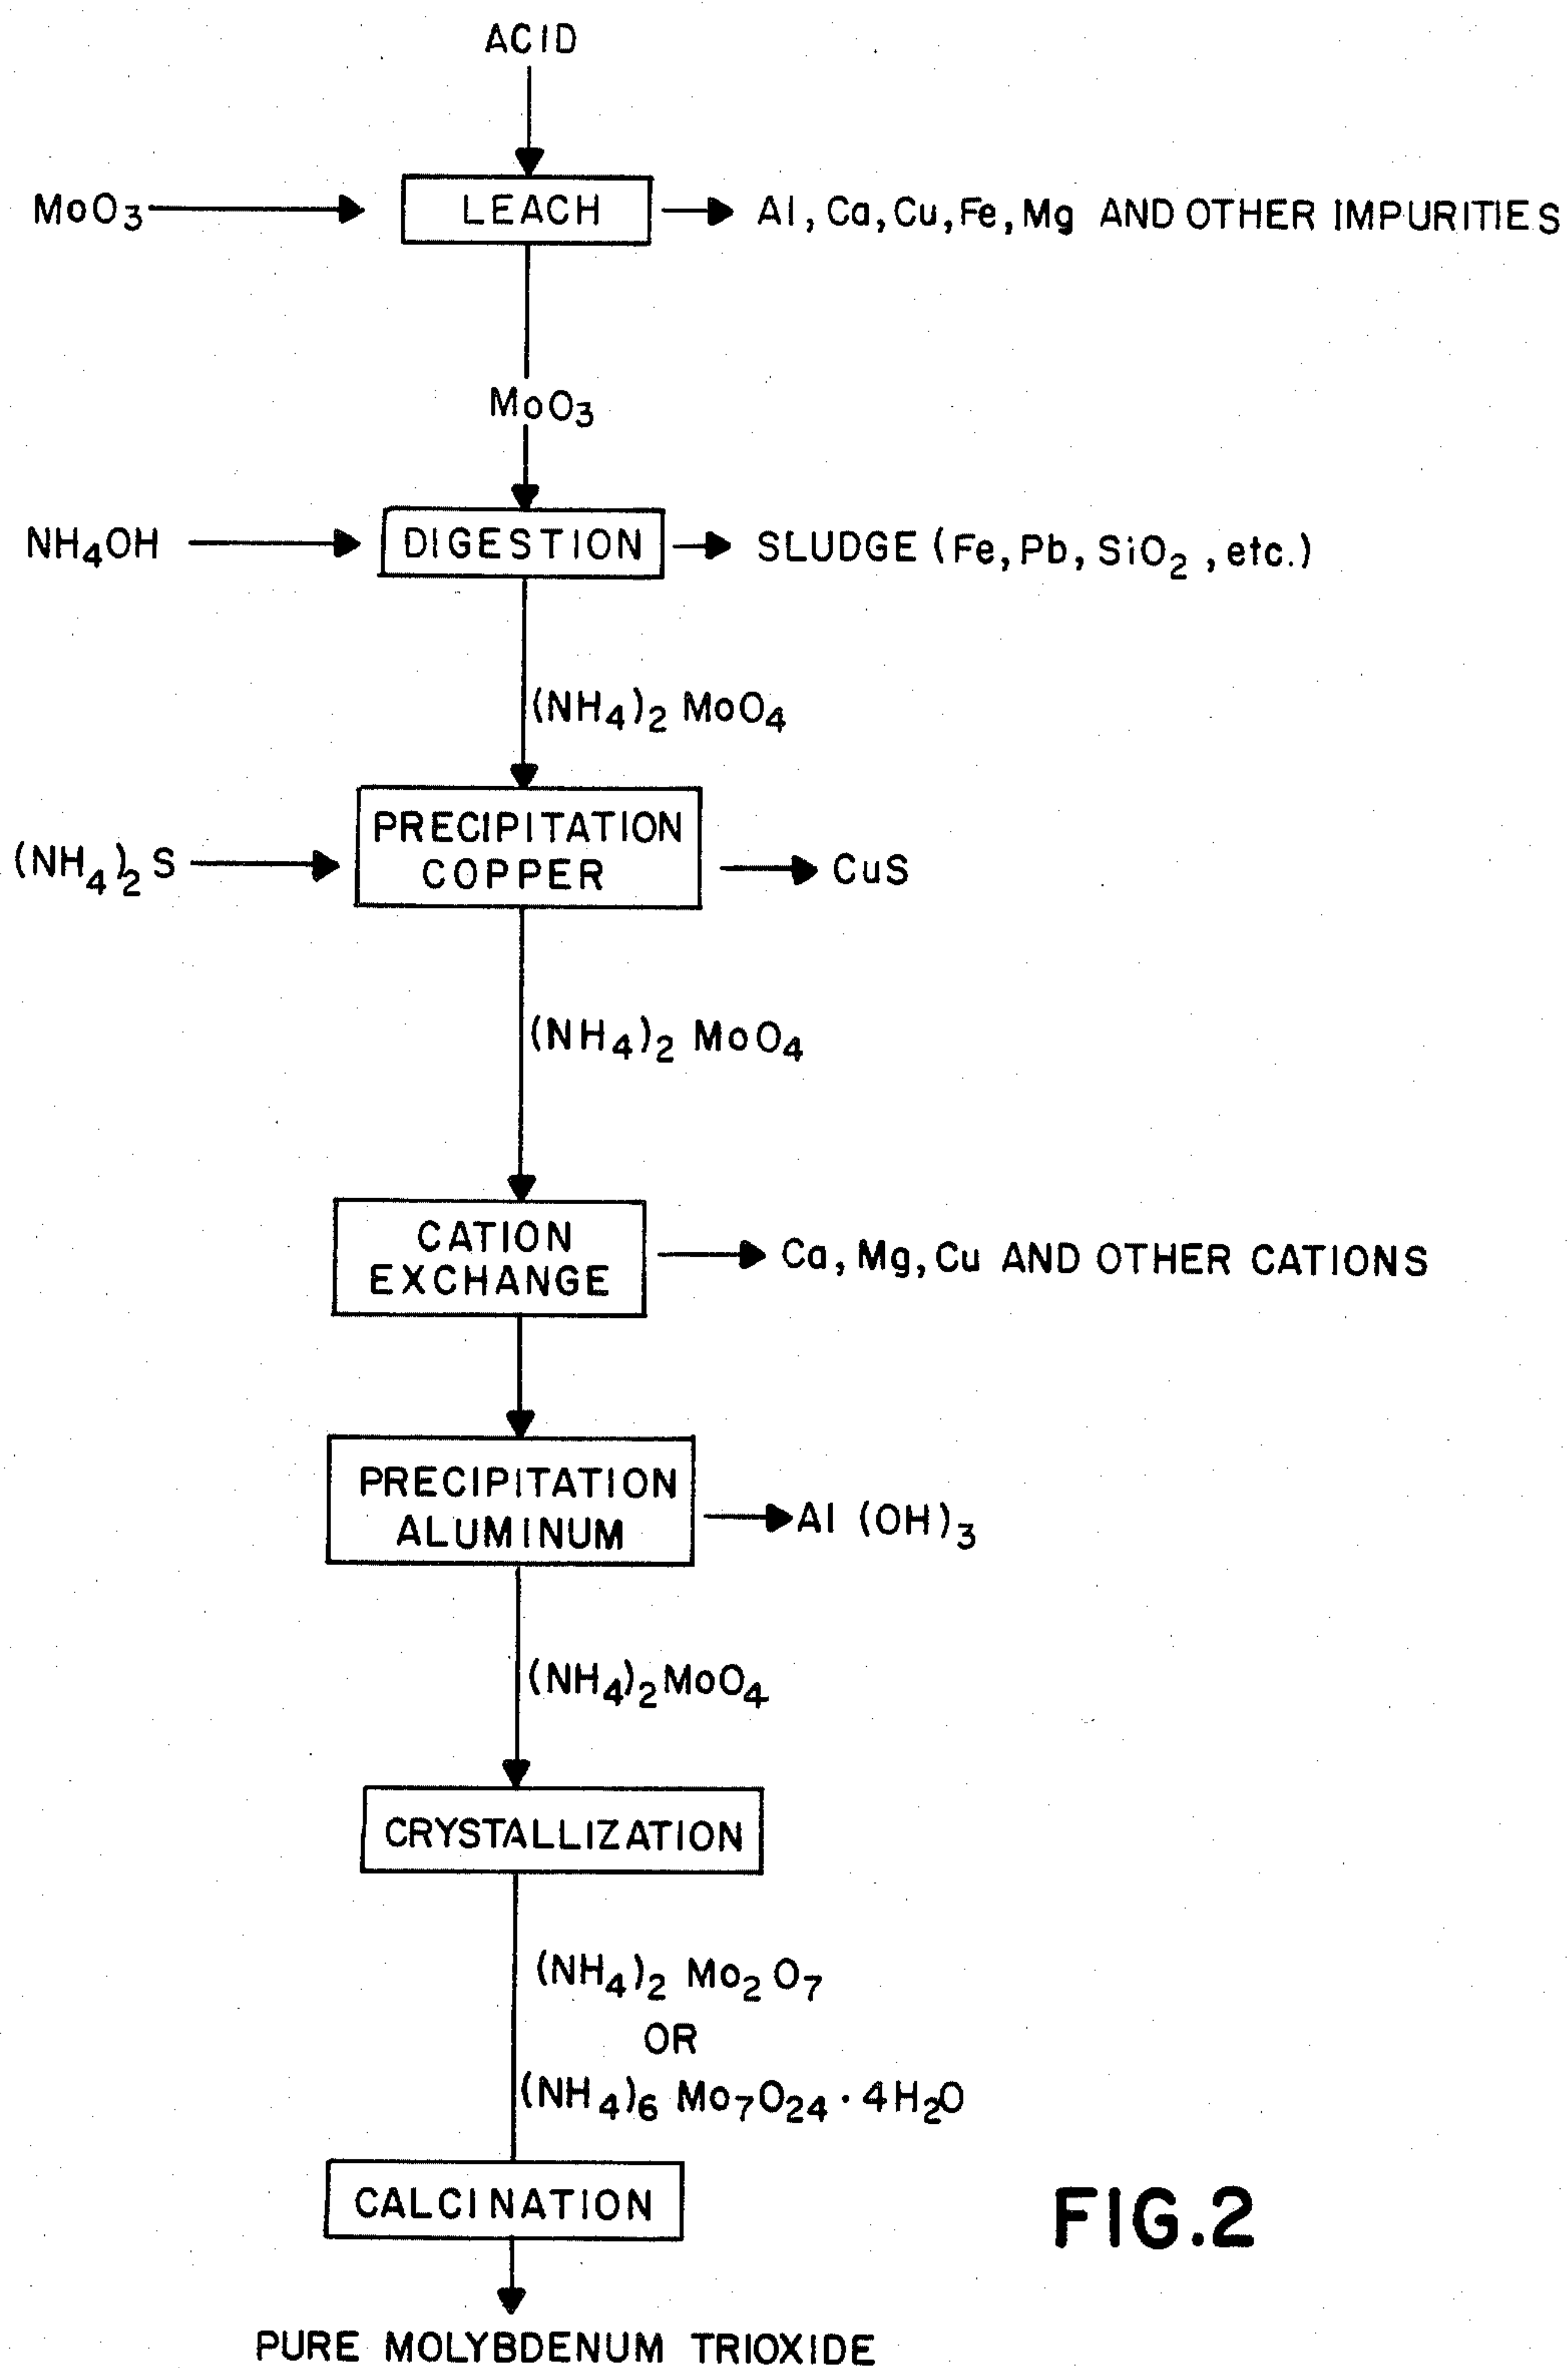 ACID
MoO3
LEACH
Al, Ca, Cu, Fe, Mg AND OTHER IMPURITIES
MoO3
NH4OH
DIGESTION
SLUDGE (Fe, Pb, SiO2, etc.)
(NH4)2 MoO4
(NH4)2 S
PRECIPITATION
COPPER
CuS
(NH4)2 MoO4
CATION
EXCHANGE
Ca, Mg, Cu AND OTHER CATIONS
PRECIPITATION
ALUMINUM
Al (OH)3
(NH4)2 MoO4
CRYSTALLIZATION
(NH4)2 Mo2 O7
OR
(NH4)6 Mo7O24 · 4H2O
CALCINATION
FIG.2
PURE MOLYBDENUM TRIOXIDE